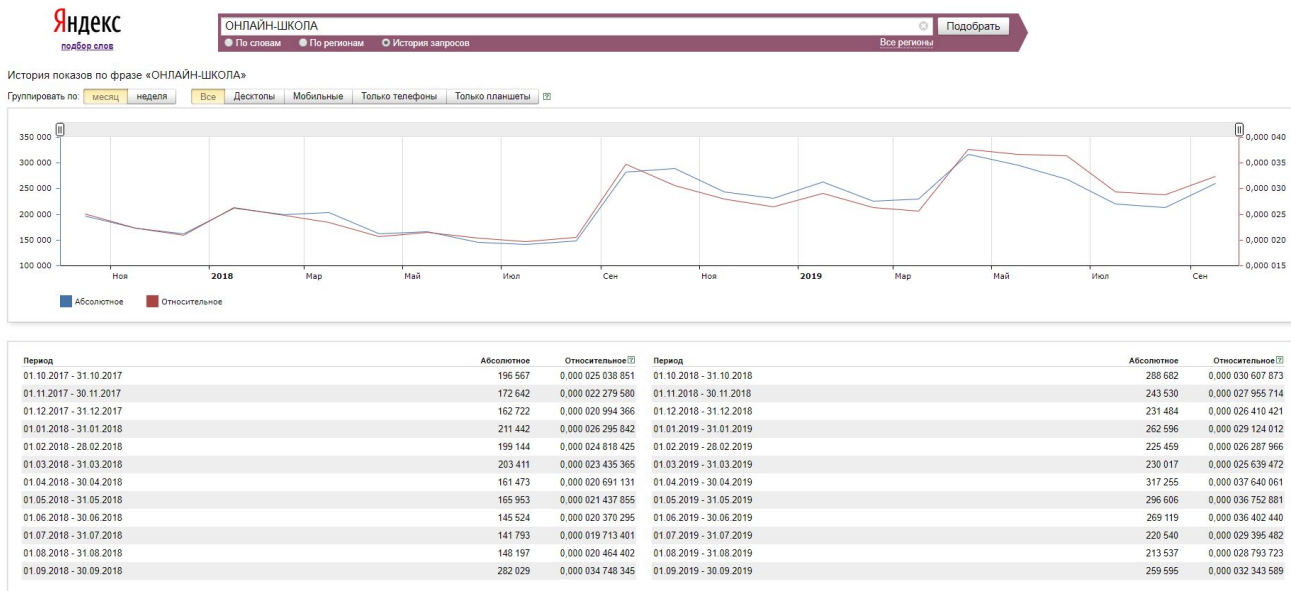 Яндекс
подбор слов
ОНЛАЙН-ШКОЛА
Подобрать
По словам По регионам История запросов Все регионы
История показов по фразе «ОНЛАЙН-ШКОЛА»
Группировать по: месяц неделя Все Десктопы Мобильные Только телефоны Только планшеты ?
350 000 0,000 040
300 000 0,000 035
250 000 0,000 030
200 000 0,000 025
150 000 0,000 020
100 000 0,000 015
Ноя 2018 Мар Май Июл Сен Ноя 2019 Мар Май Июл Сен
Абсолютное Относительное
Период Абсолютное Относительное ? Период Абсолютное Относительное ?
01.10.2017 - 31.10.2017 196 567 0,000 025 038 851 01.10.2018 - 31.10.2018 288 682 0,000 030 607 873
01.11.2017 - 30.11.2017 172 642 0,000 022 279 580 01.11.2018 - 30.11.2018 243 530 0,000 027 955 714
01.12.2017 - 31.12.2017 162 722 0,000 020 994 366 01.12.2018 - 31.12.2018 231 484 0,000 026 410 421
01.01.2018 - 31.01.2018 211 442 0,000 026 295 842 01.01.2019 - 31.01.2019 262 596 0,000 029 124 012
01.02.2018 - 28.02.2018 199 144 0,000 024 818 425 01.02.2019 - 28.02.2019 225 459 0,000 026 287 966
01.03.2018 - 31.03.2018 203 411 0,000 023 435 365 01.03.2019 - 31.03.2019 230 017 0,000 025 639 472
01.04.2018 - 30.04.2018 161 473 0,000 020 691 131 01.04.2019 - 30.04.2019 317 255 0,000 037 640 061
01.05.2018 - 31.05.2018 165 953 0,000 021 437 855 01.05.2019 - 31.05.2019 296 606 0,000 036 752 881
01.06.2018 - 30.06.2018 145 524 0,000 020 370 295 01.06.2019 - 30.06.2019 269 119 0,000 036 402 440
01.07.2018 - 31.07.2018 141 793 0,000 019 713 401 01.07.2019 - 31.07.2019 220 540 0,000 029 395 482
01.08.2018 - 31.08.2018 148 197 0,000 020 464 402 01.08.2019 - 31.08.2019 213 537 0,000 028 793 723
01.09.2018 - 30.09.2018 282 029 0,000 034 748 345 01.09.2019 - 30.09.2019 259 595 0,000 032 343 589